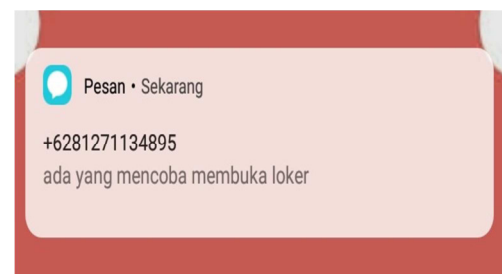 Pesan • Sekarang
+6281271134895
ada yang mencoba membuka loker